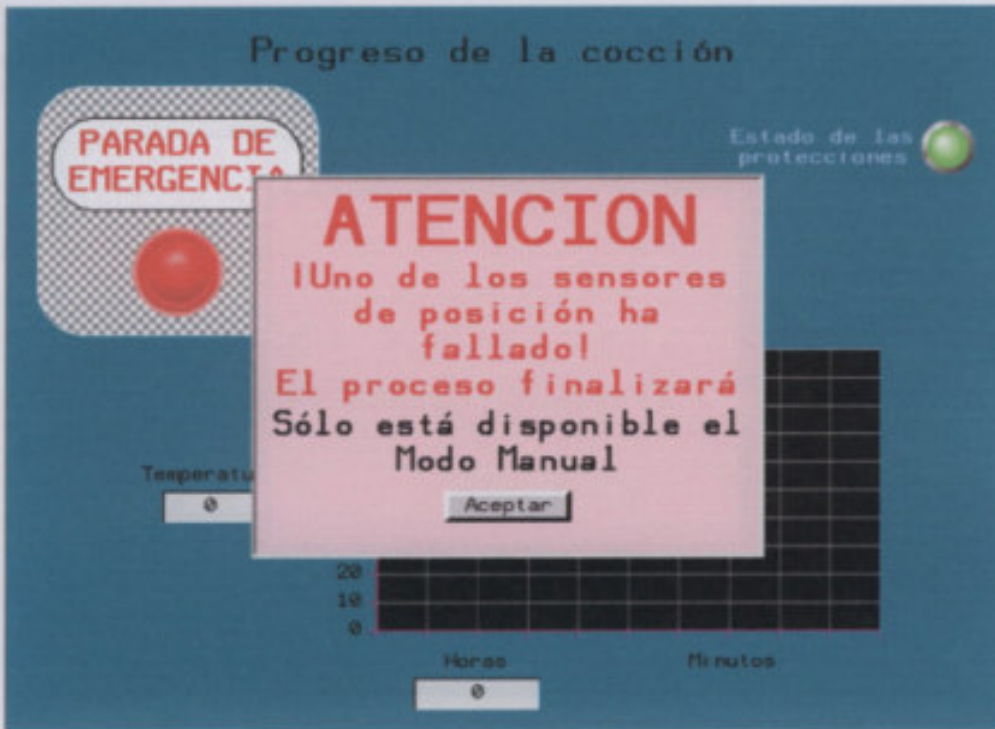 Progreso de la cocción
PARADA DE
EMERGENCIA
Estado de las
protecciones
ATENCION
¡Uno de los sensores
de posición ha
fallado!
El proceso finalizará
Sólo está disponible el
Modo Manual
Aceptar
Temperatu
0
20
10
0
Horas
Minutos
0